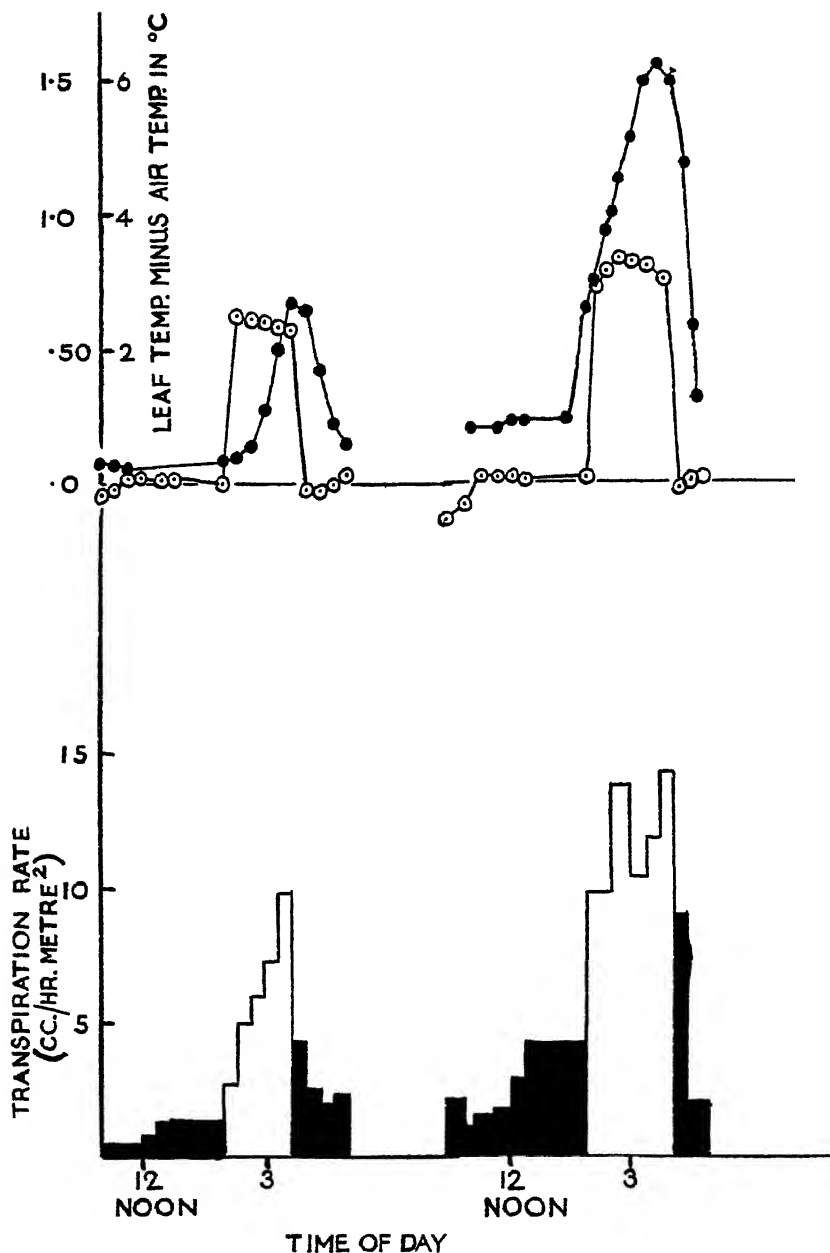 1·5
1·0
·50
·0
6
4
2
LEAF TEMP. MINUS AIR TEMP. IN °C
15
10
5
TRANSPIRATION RATE
(CC./HR. METRE²)
12
NOON
3
12
NOON
3
TIME OF DAY